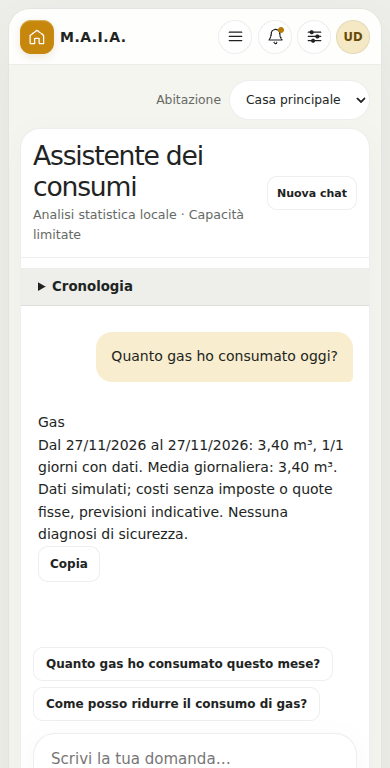 M.A.I.A.
UD
Abitazione
Casa principale
Assistente dei
consumi
Analisi statistica locale · Capacità
limitate
Nuova chat
Cronologia
Quanto gas ho consumato oggi?
Gas
Dal 27/11/2026 al 27/11/2026: 3,40 m³, 1/1
giorni con dati. Media giornaliera: 3,40 m³.
Dati simulati; costi senza imposte o quote
fisse, previsioni indicative. Nessuna
diagnosi di sicurezza.
Copia
Quanto gas ho consumato questo mese?
Come posso ridurre il consumo di gas?
Scrivi la tua domanda...